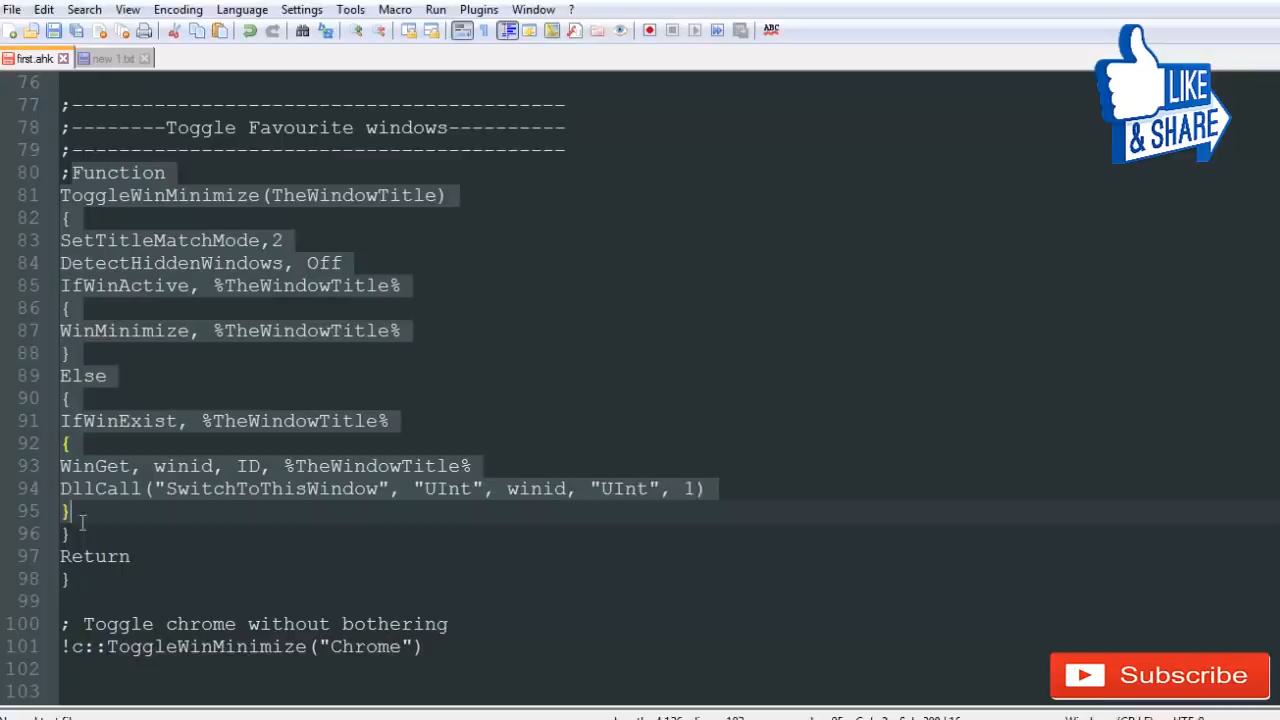 File Edit Search View Encoding Language Settings Tools Macro Run Plugins Window ?
ABC
first.ahk new 1.txt
76
77 ;------------------------------------------
78 ;--------Toggle Favourite windows----------
79 ;------------------------------------------
80 ;Function
81 ToggleWinMinimize(TheWindowTitle)
82 {
83 SetTitleMatchMode,2
84 DetectHiddenWindows, Off
85 IfWinActive, %TheWindowTitle%
86 {
87 WinMinimize, %TheWindowTitle%
88 }
89 Else
90 {
91 IfWinExist, %TheWindowTitle%
92 {
93 WinGet, winid, ID, %TheWindowTitle%
94 DllCall("SwitchToThisWindow", "UInt", winid, "UInt", 1)
95 }
96 }
97 Return
98 }
99
100 ; Toggle chrome without bothering
101 !c::ToggleWinMinimize("Chrome")
102
103
LIKE
& SHARE
Subscribe